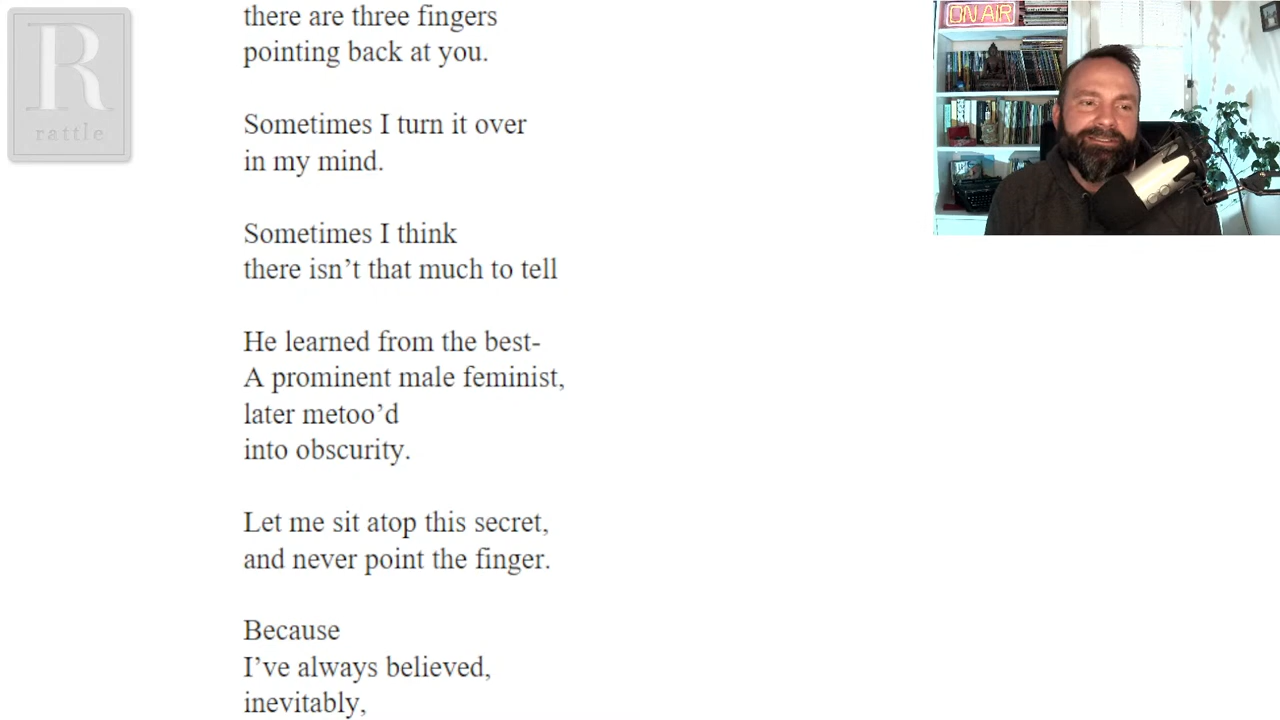 there are three fingers
pointing back at you.
Sometimes I turn it over
in my mind.
Sometimes I think
there isn’t that much to tell
He learned from the best-
A prominent male feminist,
later metoo’d
into obscurity.
Let me sit atop this secret,
and never point the finger.
Because
I’ve always believed,
inevitably,
R
rattle
ON AIR